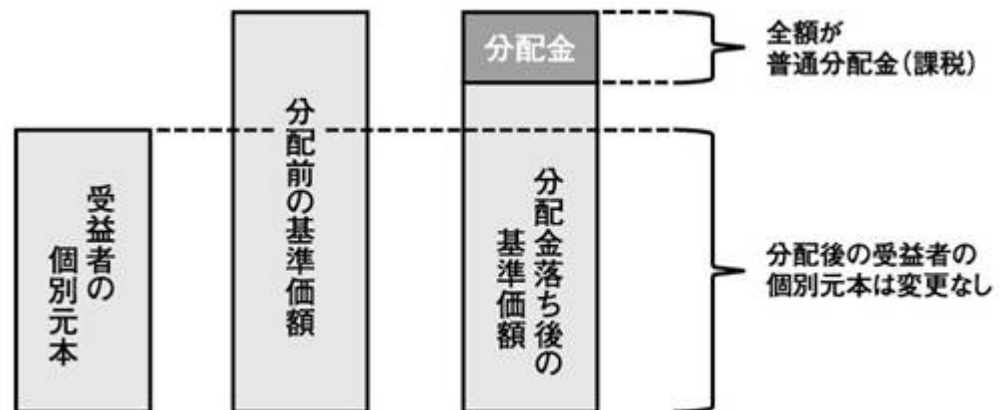 受益者の
個別元本
分配前の基準価額
分配金
分配金落ち後の
基準価額
全額が
普通分配金(課税)
分配後の受益者の
個別元本は変更なし